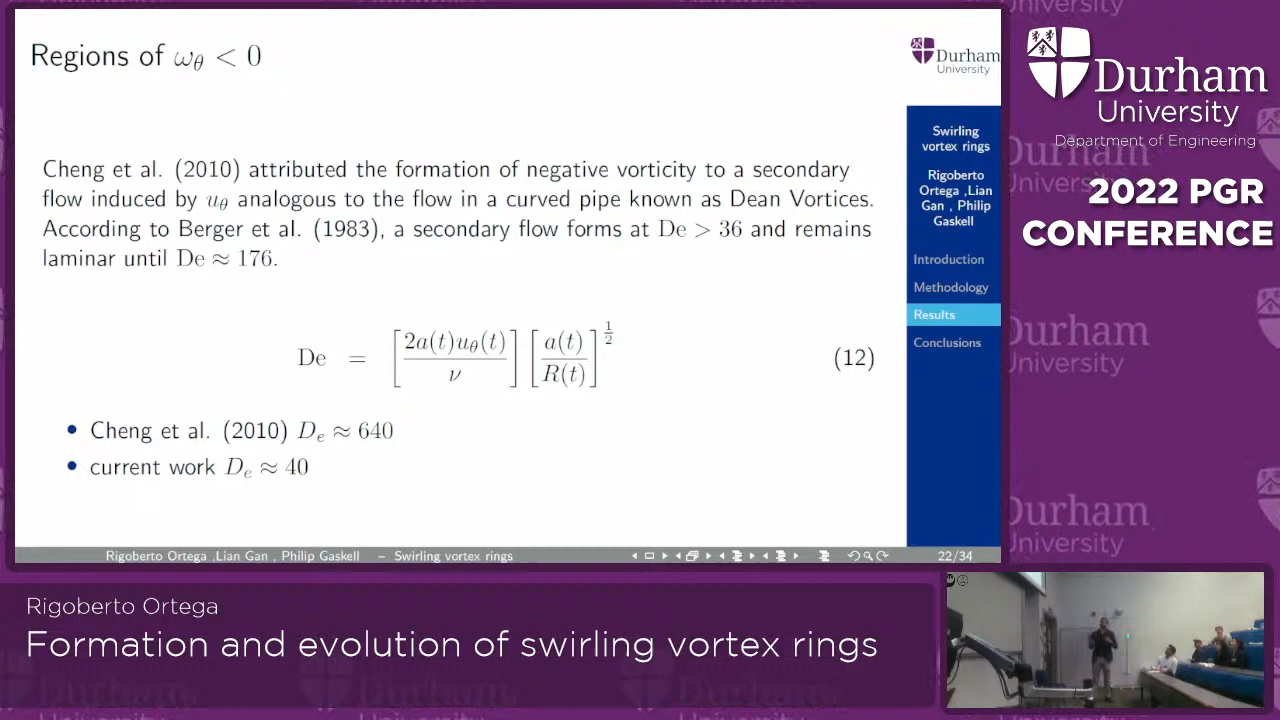 Regions of ωθ < 0
Durham
University
Cheng et al. (2010) attributed the formation of negative vorticity to a secondary
flow induced by uθ analogous to the flow in a curved pipe known as Dean Vortices.
According to Berger et al. (1983), a secondary flow forms at De > 36 and remains
laminar until De ≈ 176.
De = [2a(t)uθ(t)/ν] [a(t)/R(t)]^1/2 (12)
• Cheng et al. (2010) De ≈ 640
• current work De ≈ 40
Swirling
vortex rings
Rigoberto
Ortega ,Lian
Gan , Philip
Gaskell
Introduction
Methodology
Results
Conclusions
Rigoberto Ortega ,Lian Gan , Philip Gaskell – Swirling vortex rings
22/34
Durham
University
Department of Engineering
2022 PGR
CONFERENCE
Rigoberto Ortega
Formation and evolution of swirling vortex rings